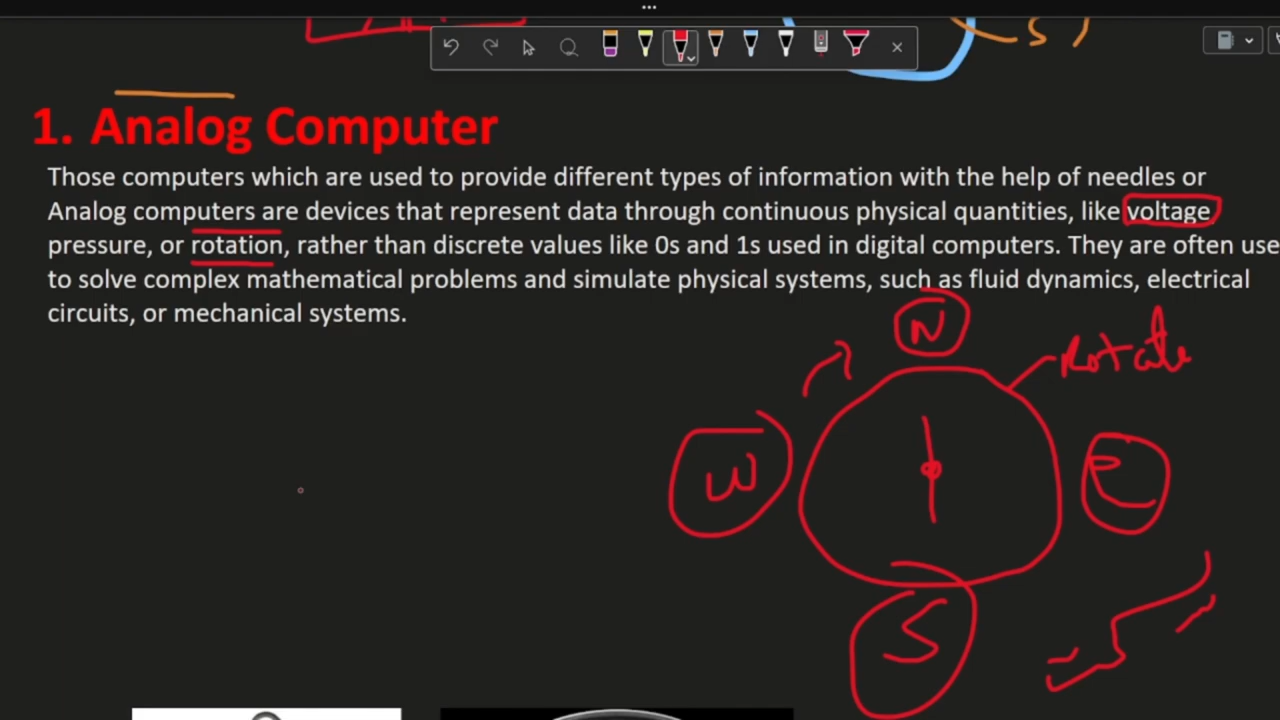 1. Analog Computer
Those computers which are used to provide different types of information with the help of needles or
Analog computers are devices that represent data through continuous physical quantities, like voltage
pressure, or rotation, rather than discrete values like 0s and 1s used in digital computers. They are often use
to solve complex mathematical problems and simulate physical systems, such as fluid dynamics, electrical
circuits, or mechanical systems.
N
Rotate
W
E
S